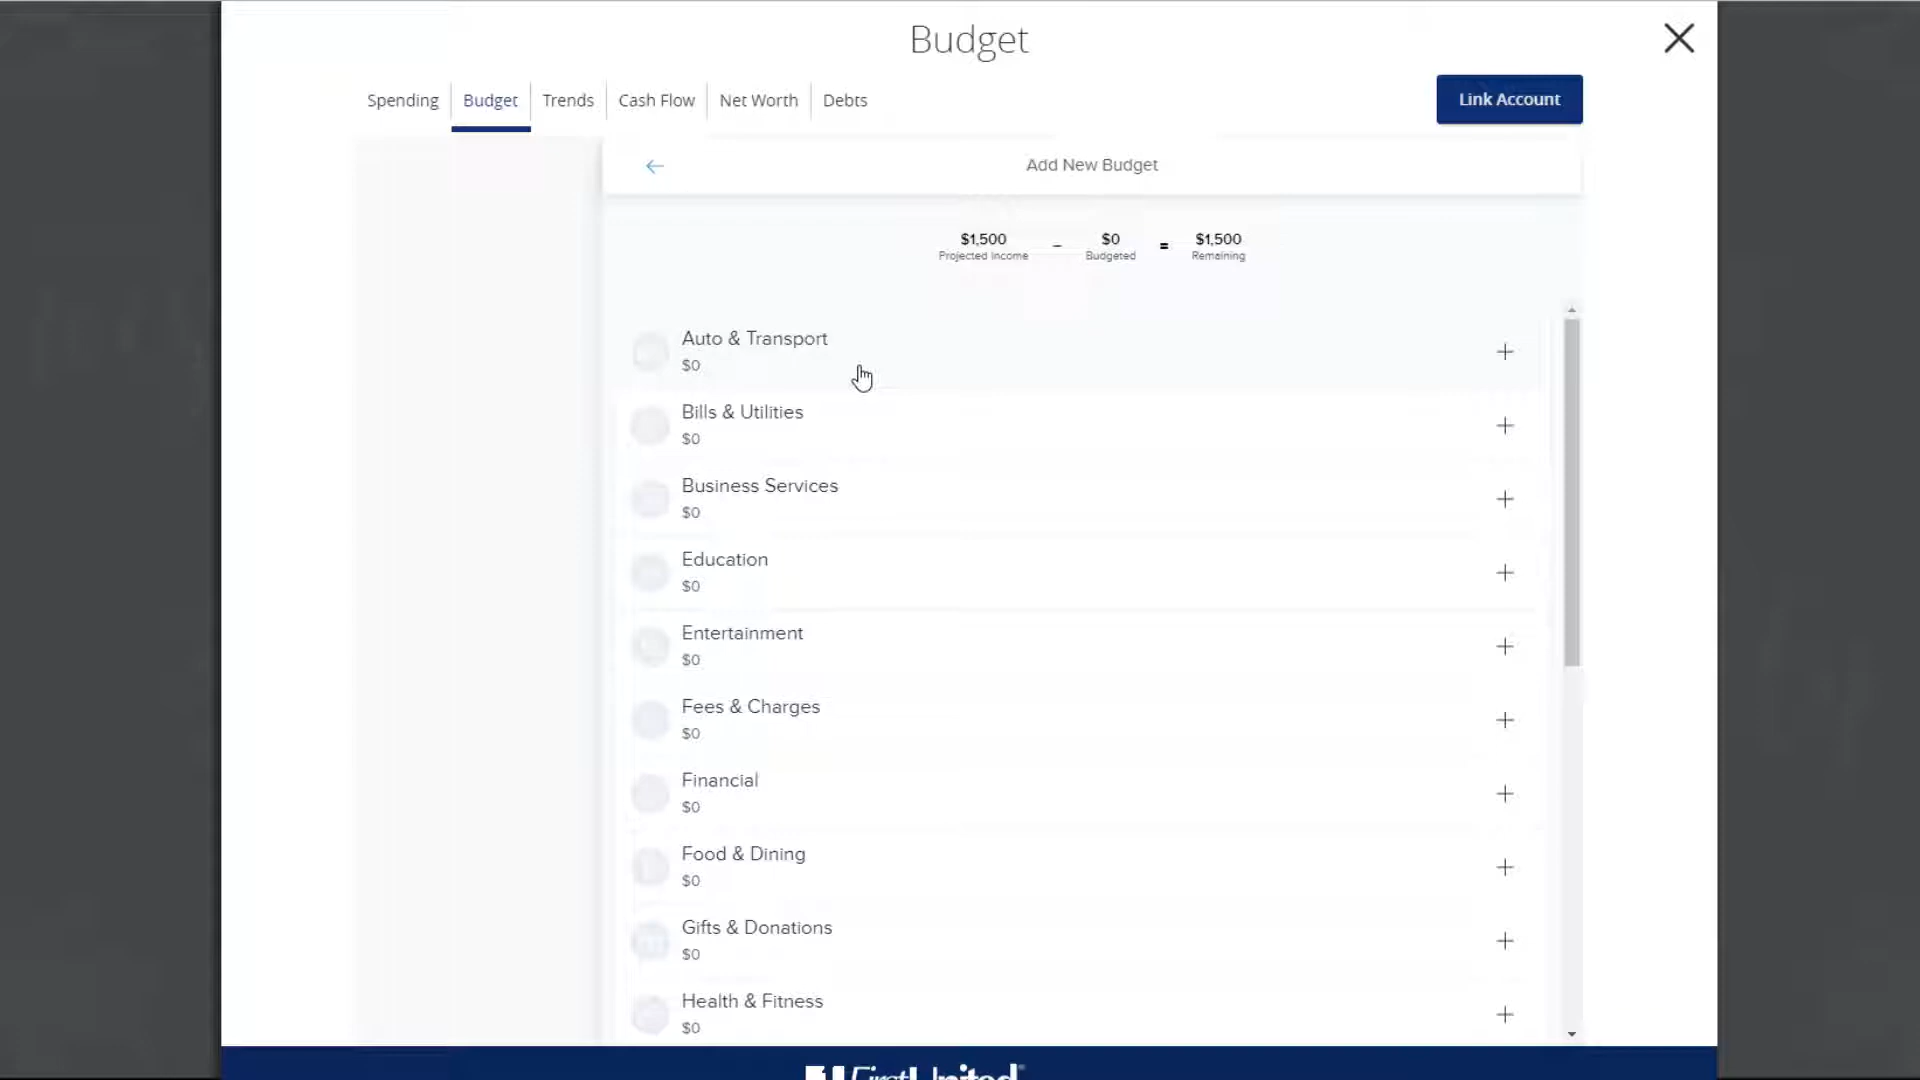 Budget
Spending
Budget
Trends
Cash Flow
Net Worth
Debts
Link Account
Add New Budget
$1,500 - $0 = $1,500
Projected Income Budgeted Remaining
Auto & Transport
$0
Bills & Utilities
$0
Business Services
$0
Education
$0
Entertainment
$0
Fees & Charges
$0
Financial
$0
Food & Dining
$0
Gifts & Donations
$0
Health & Fitness
$0
First United